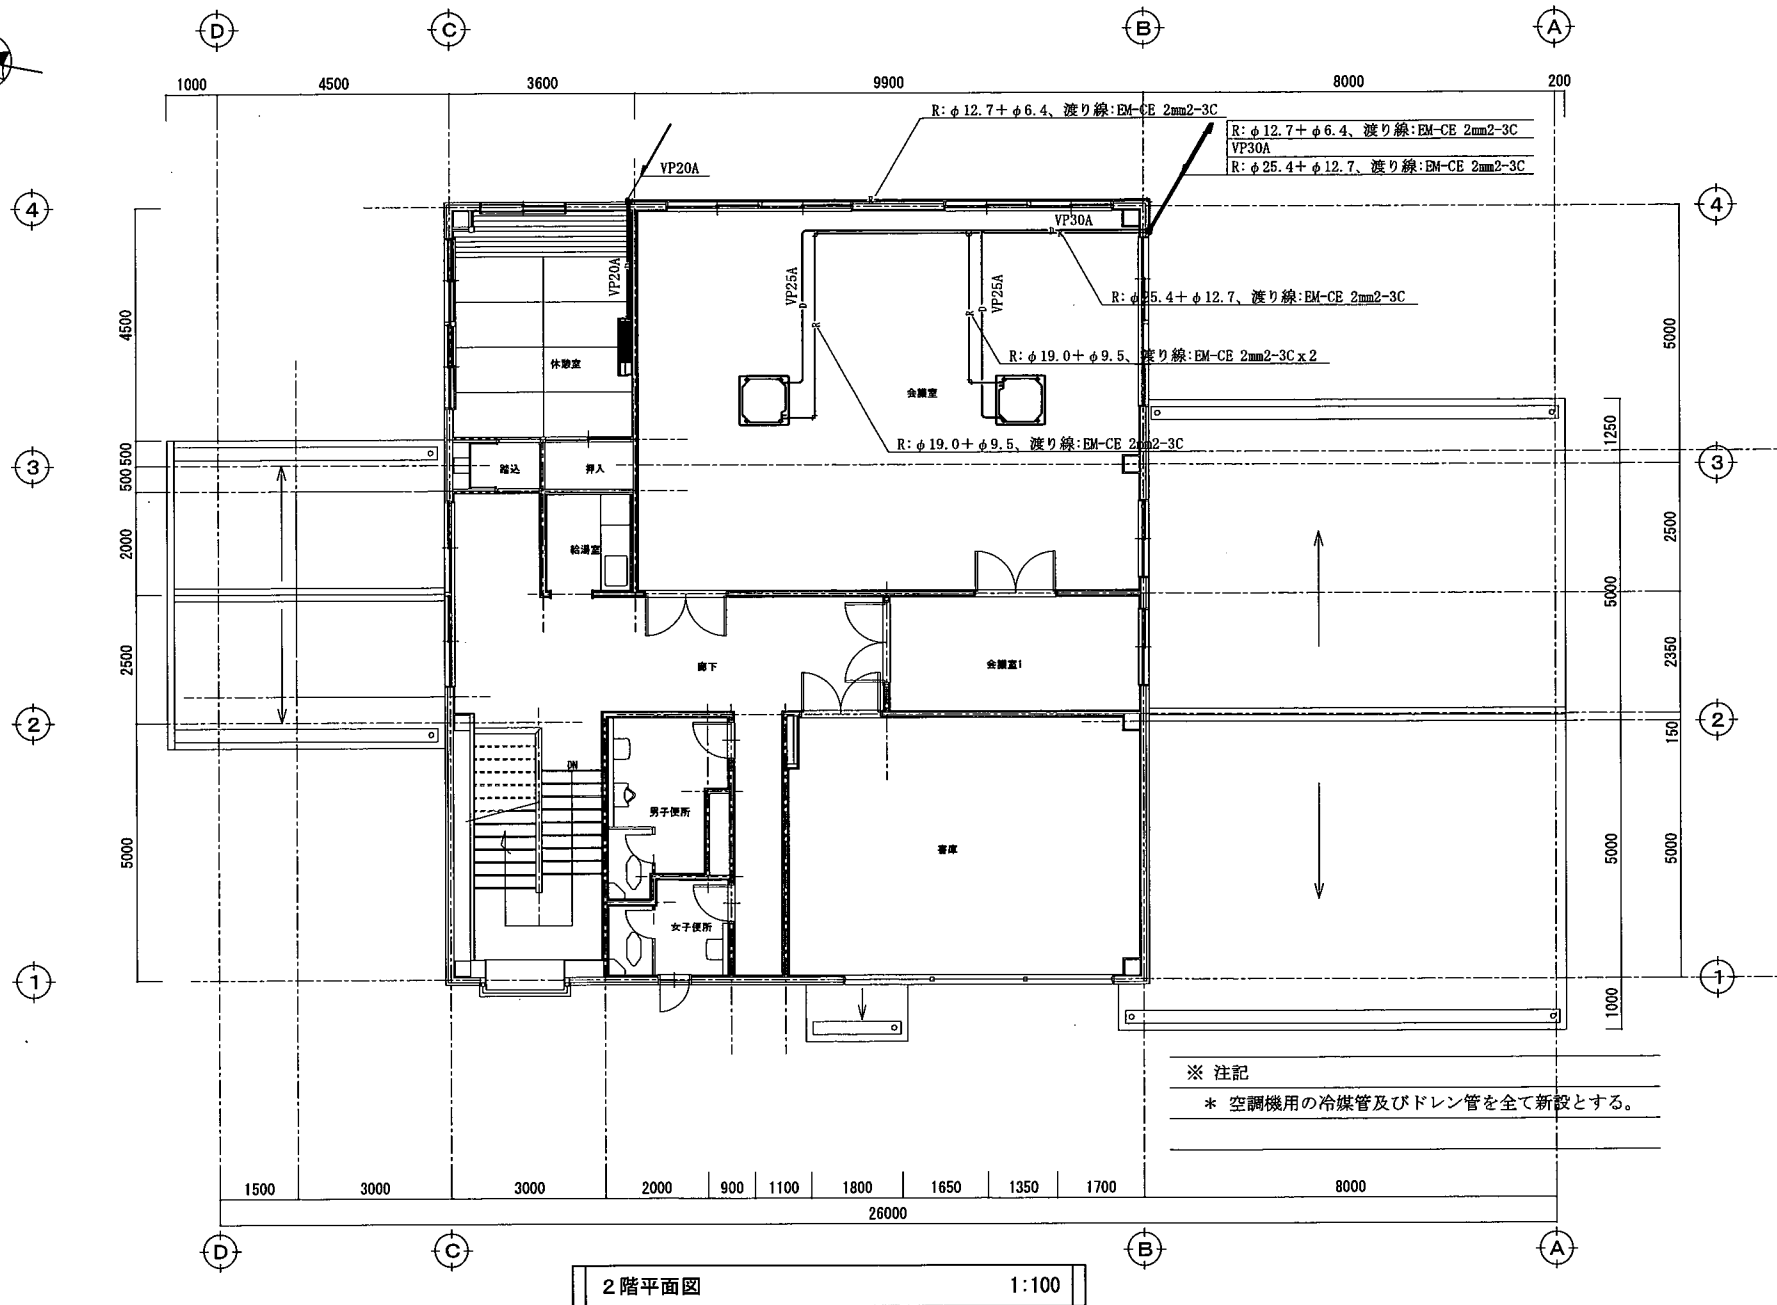 D
C
B
A
1000
4500
3600
9900
8000
200
R:φ12.7+φ6.4、渡り線:EM-CE 2mm2-3C
R:φ12.7+φ6.4、渡り線:EM-CE 2mm2-3C
VP30A
R:φ25.4+φ12.7、渡り線:EM-CE 2mm2-3C
VP20A
4
4
VP30A
VP20A
VP25A
VP25A
R:φ25.4+φ12.7、渡り線:EM-CE 2mm2-3C
R:φ19.0+φ9.5、渡り線:EM-CE 2mm2-3Cx2
R:φ19.0+φ9.5、渡り線:EM-CE 2mm2-3C
休憩室
会議室
4500
500
5000
2000
2500
5000
5000
1250
2500
5000
2350
150
5000
5000
1000
3
3
踏込
押入
給湯室
廊下
会議室1
2
2
DN
男子便所
女子便所
書庫
1
1
※ 注記
* 空調機用の冷媒管及びドレン管を全て新設とする。
1500
3000
3000
2000
900
1100
1800
1650
1350
1700
8000
26000
D
C
B
A
2階平面図
1:100